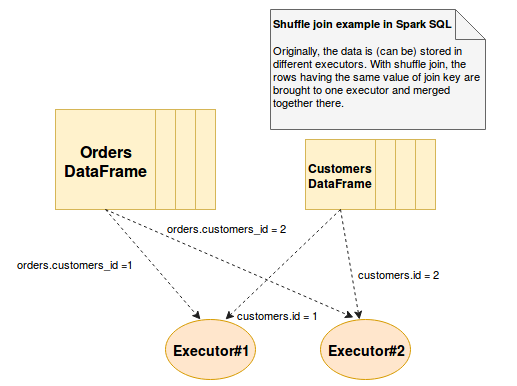 Shuffle join example in Spark SQL
Originally, the data is (can be) stored in
different executors. With shuffle join, the
rows having the same value of join key are
brought to one executor and merged
together there.
Orders
DataFrame
Customers
DataFrame
orders.customers_id = 2
orders.customers_id =1
customers.id = 2
customers.id = 1
Executor#1
Executor#2